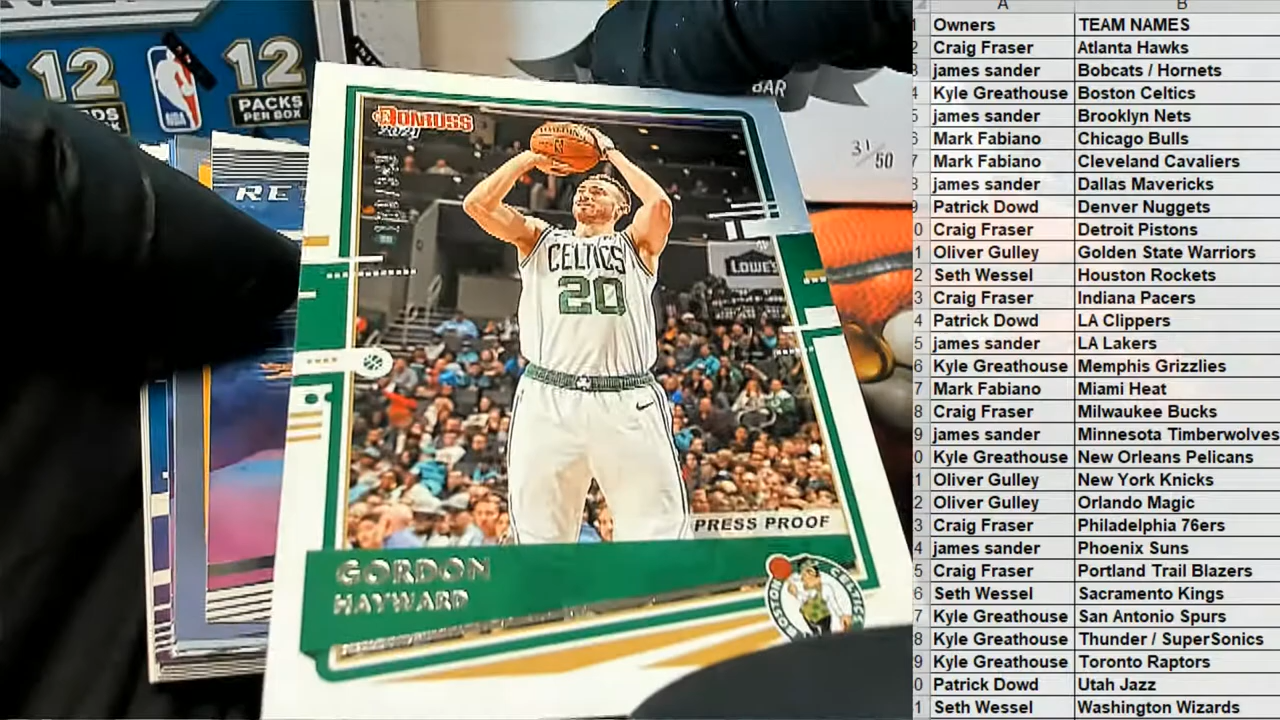 12
12
PACKS
PER BOX
RE
BAR
31/50
DONRUSS
CELTICS
20
LOWE'S
PRESS PROOF
GORDON
HAYWARD
BOSTON CELTICS
A B
Owners TEAM NAMES
Craig Fraser Atlanta Hawks
james sander Bobcats / Hornets
Kyle Greathouse Boston Celtics
james sander Brooklyn Nets
Mark Fabiano Chicago Bulls
Mark Fabiano Cleveland Cavaliers
james sander Dallas Mavericks
Patrick Dowd Denver Nuggets
Craig Fraser Detroit Pistons
Oliver Gulley Golden State Warriors
Seth Wessel Houston Rockets
Craig Fraser Indiana Pacers
Patrick Dowd LA Clippers
james sander LA Lakers
Kyle Greathouse Memphis Grizzlies
Mark Fabiano Miami Heat
Craig Fraser Milwaukee Bucks
james sander Minnesota Timberwolves
Kyle Greathouse New Orleans Pelicans
Oliver Gulley New York Knicks
Oliver Gulley Orlando Magic
Craig Fraser Philadelphia 76ers
james sander Phoenix Suns
Craig Fraser Portland Trail Blazers
Seth Wessel Sacramento Kings
Kyle Greathouse San Antonio Spurs
Kyle Greathouse Thunder / SuperSonics
Kyle Greathouse Toronto Raptors
Patrick Dowd Utah Jazz
Seth Wessel Washington Wizards